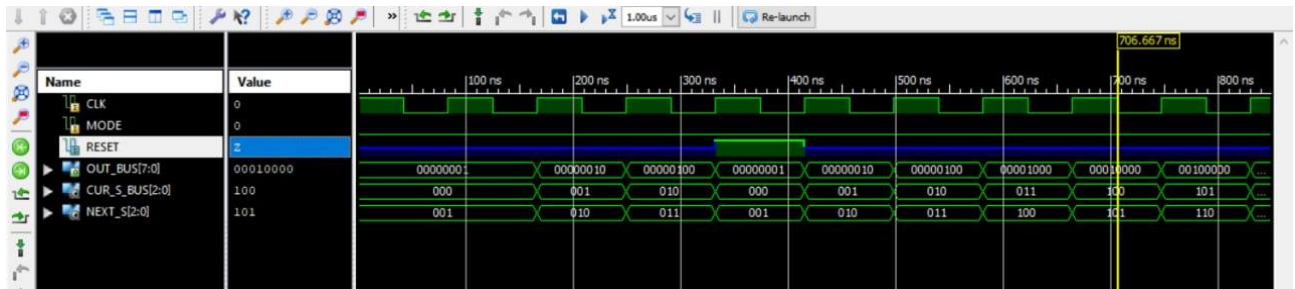 » 1.00us Re-launch
706.667 ns
Name Value 100 ns 200 ns 300 ns 400 ns 500 ns 600 ns 700 ns 800 ns
CLK 0
MODE 0
RESET z
OUT_BUS[7:0] 00010000 00000001 00000010 00000100 00000001 00000010 00000100 00001000 00010000 00100000 ...
CUR_S_BUS[2:0] 100 000 001 010 000 001 010 011 100 101 ...
NEXT_S[2:0] 101 001 010 011 001 010 011 100 101 110 ...